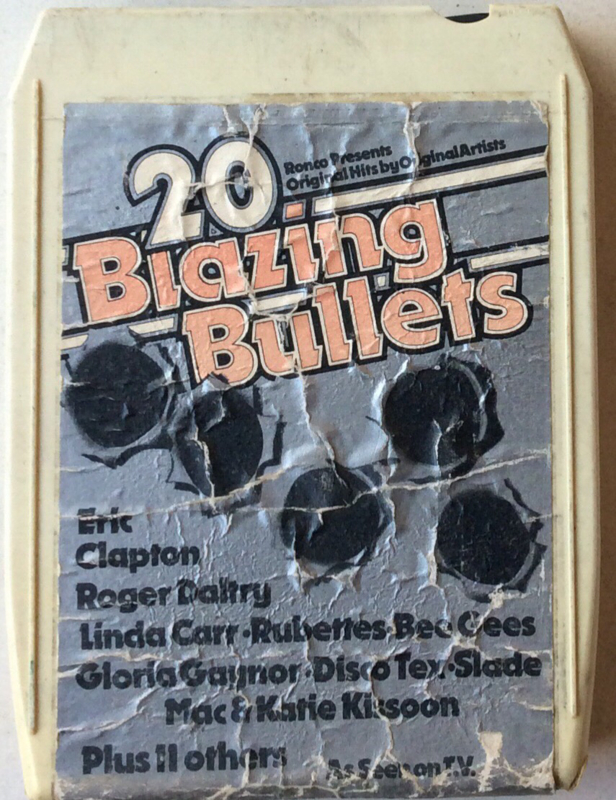 20
Ronco Presents
Original Hits by Original Artists
Blazing
Bullets
Eric
Clapton
Roger Daltry
Linda Carr·Rubettes·Bee Gees
Gloria Gaynor·Disco Tex·Slade
Mac & Katie Kissoon
Plus 11 others
As Seen on T.V.